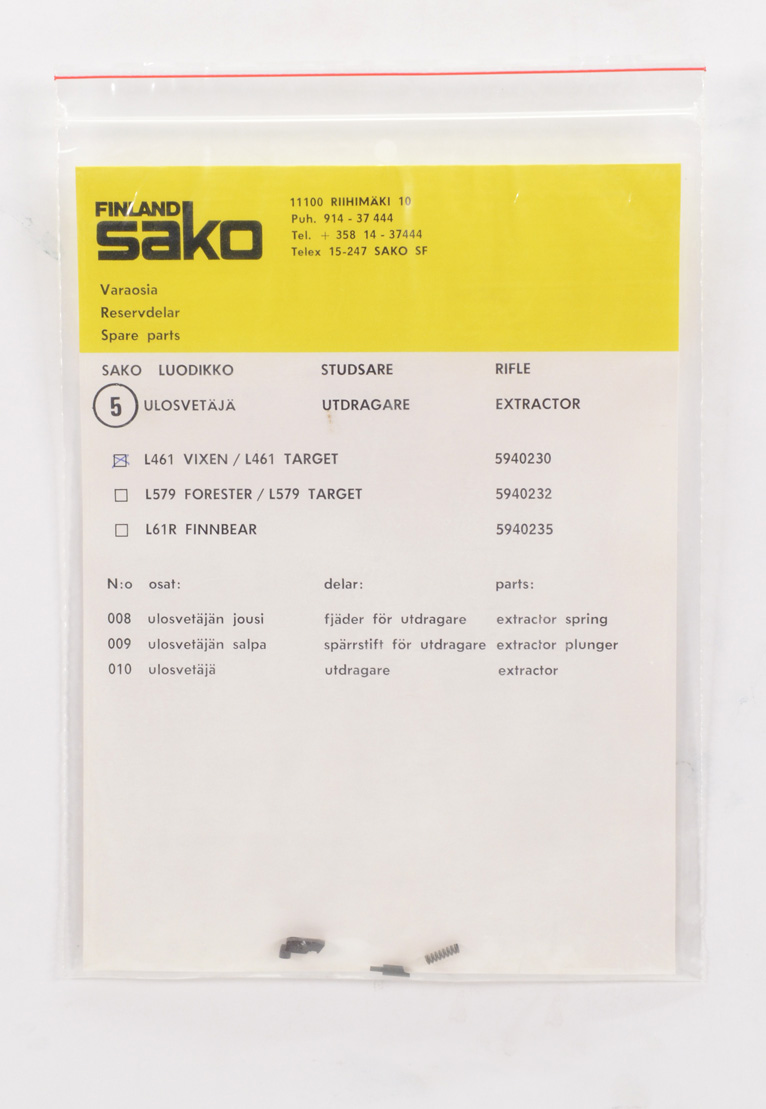 FINLAND
sako
11100 RIIHIMÄKI 10
Puh. 914 - 37 444
Tel. + 358 14 - 37444
Telex 15-247 SAKO SF
Varaosia
Reservdelar
Spare parts
SAKO LUODIKKO STUDSARE RIFLE
5 ULOSVETÄJÄ UTDRAGARE EXTRACTOR
L461 VIXEN / L461 TARGET 5940230
L579 FORESTER / L579 TARGET 5940232
L61R FINNBEAR 5940235
N:o osat: delar: parts:
008 ulosvetäjän jousi fjäder för utdragare extractor spring
009 ulosvetäjän salpa spärrstift för utdragare extractor plunger
010 ulosvetäjä utdragare extractor